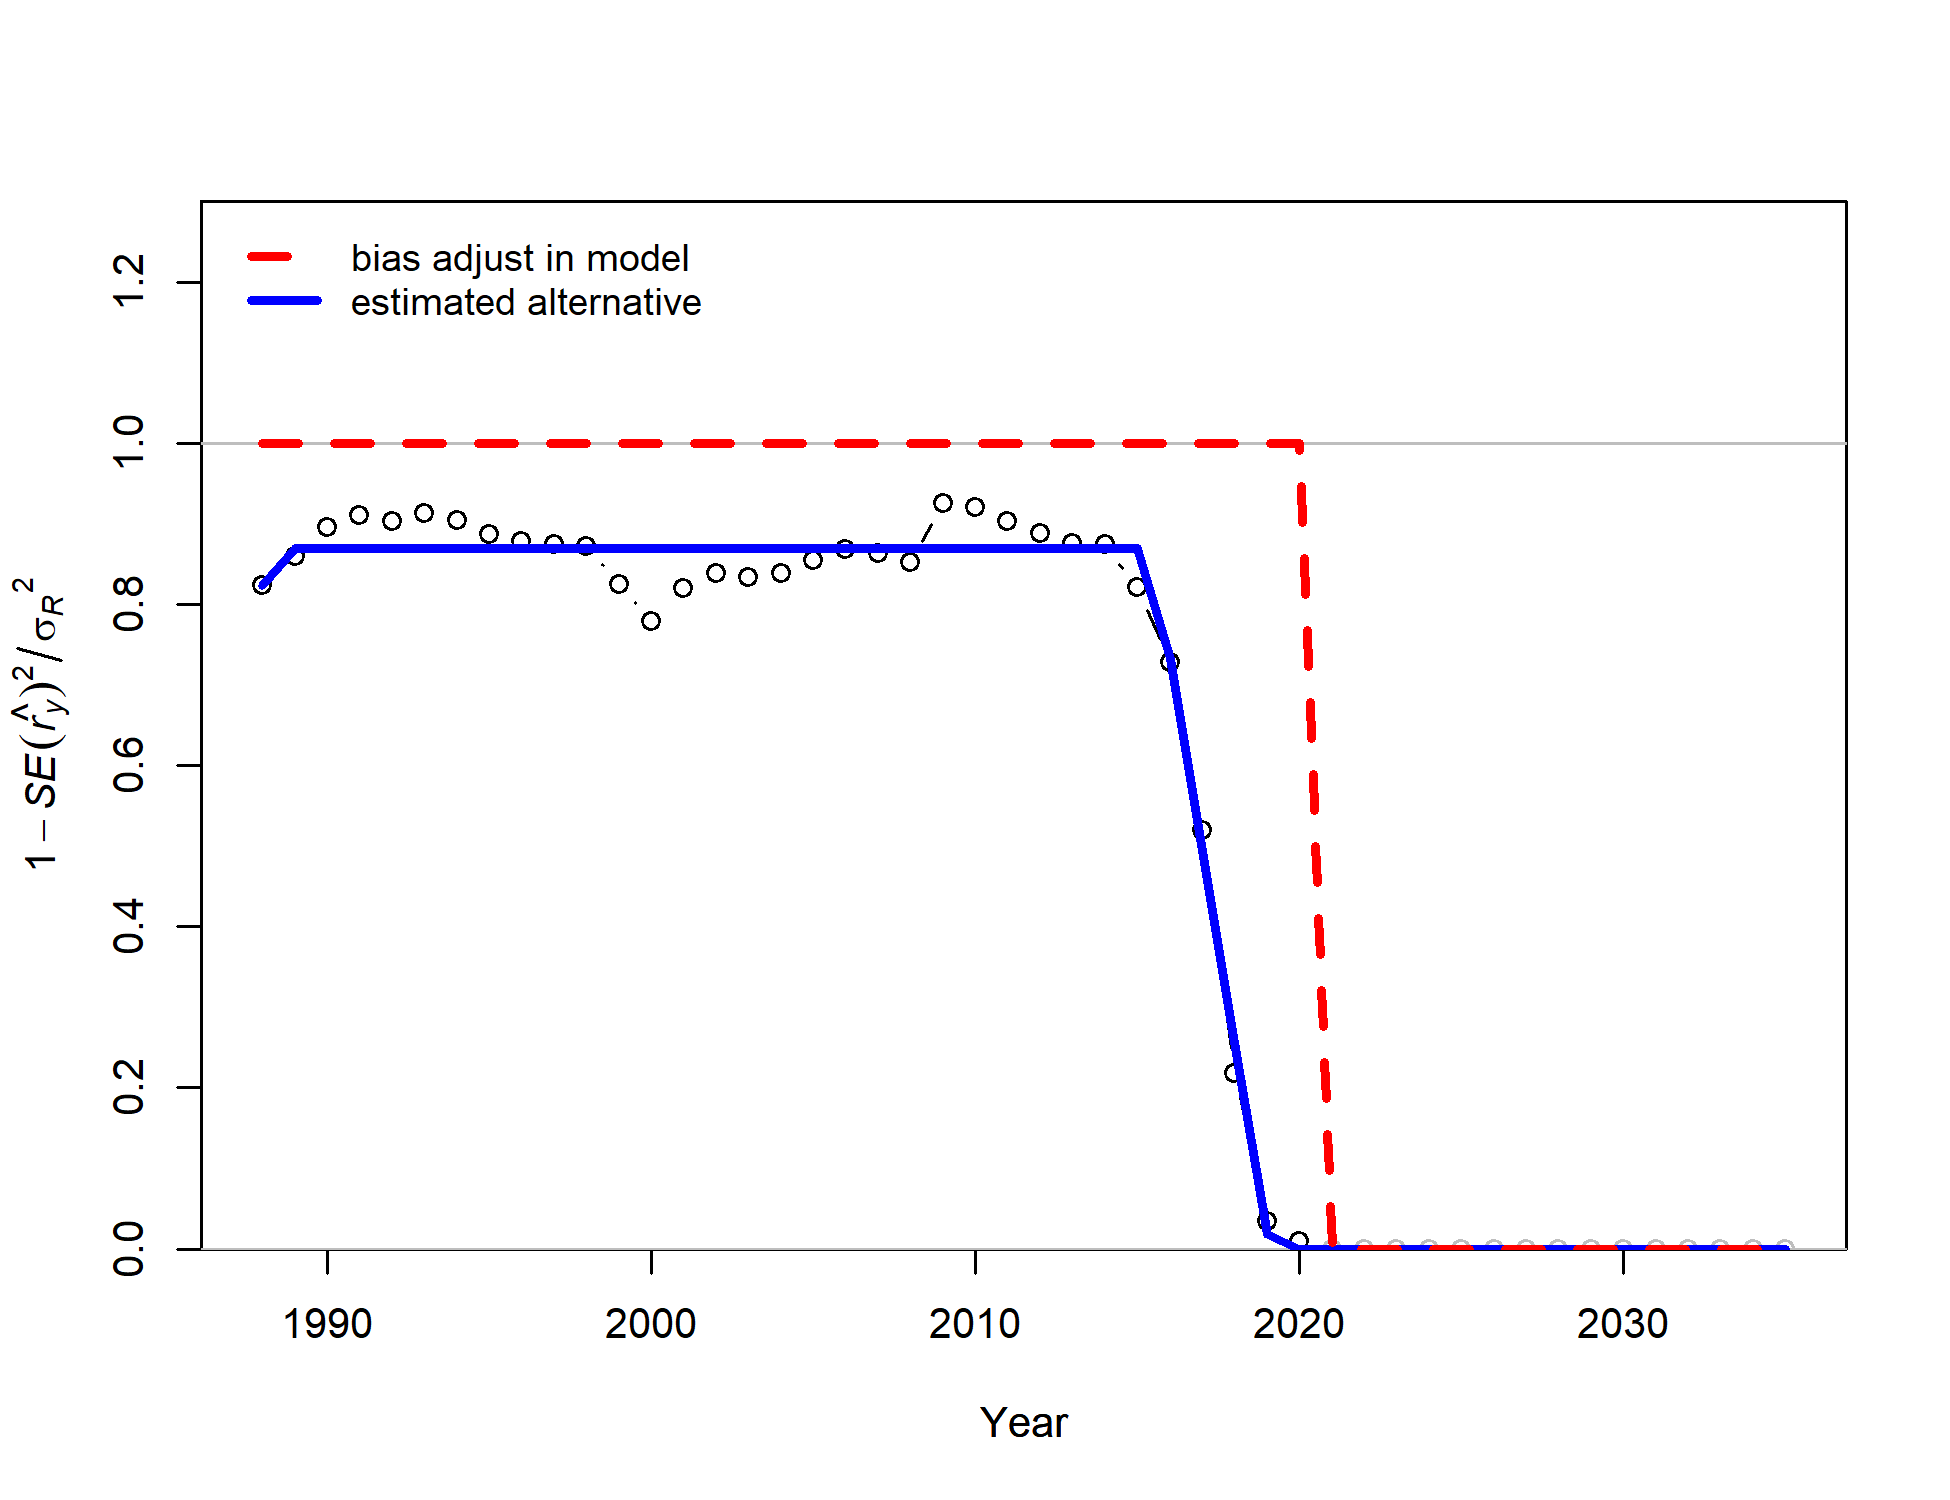 bias adjust in model
estimated alternative
1.2
1.0
0.8
0.6
0.4
0.2
0.0
1 − SE(r̂y)² / σR²
1990 2000 2010 2020 2030
Year